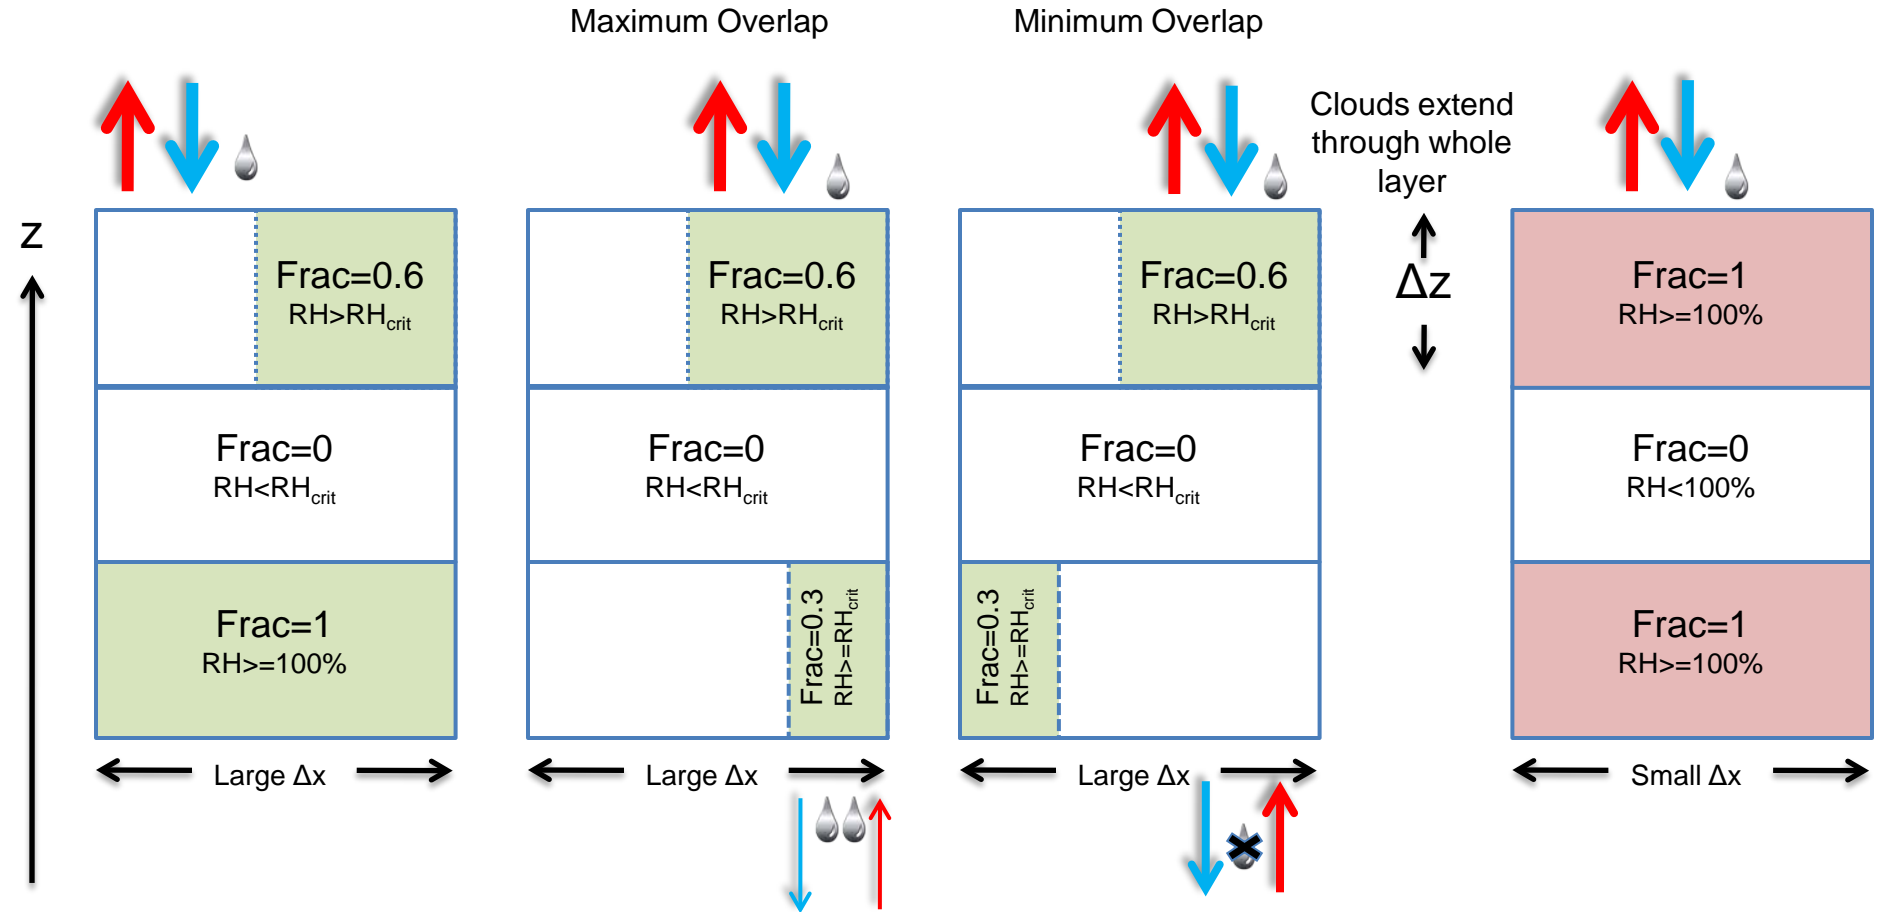 Maximum Overlap
Minimum Overlap
Clouds extend
through whole
layer
z
Δz
Frac=0.6
RH>RHcrit
Frac=0
RH<RHcrit
Frac=1
RH>=100%
Large Δx
Frac=0.6
RH>RHcrit
Frac=0
RH<RHcrit
Frac=0.3
RH>=RHcrit
Large Δx
Frac=0.6
RH>RHcrit
Frac=0
RH<RHcrit
Frac=0.3
RH>=RHcrit
Large Δx
Frac=1
RH>=100%
Frac=0
RH<100%
Frac=1
RH>=100%
Small Δx